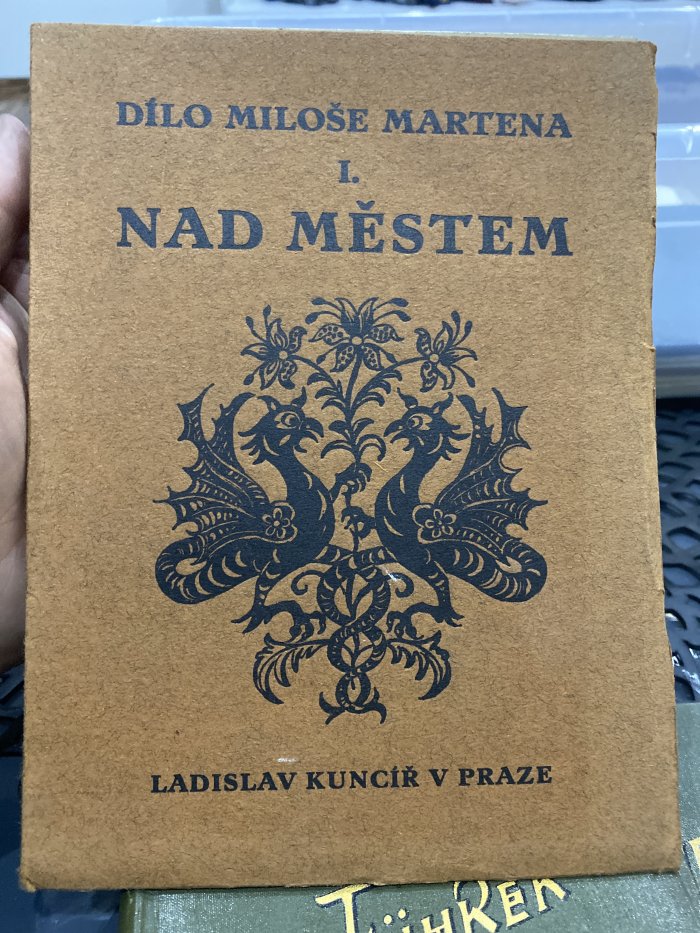 DÍLO MILOŠE MARTENA
I.
NAD MĚSTEM
LADISLAV KUNCÍŘ V PRAZE